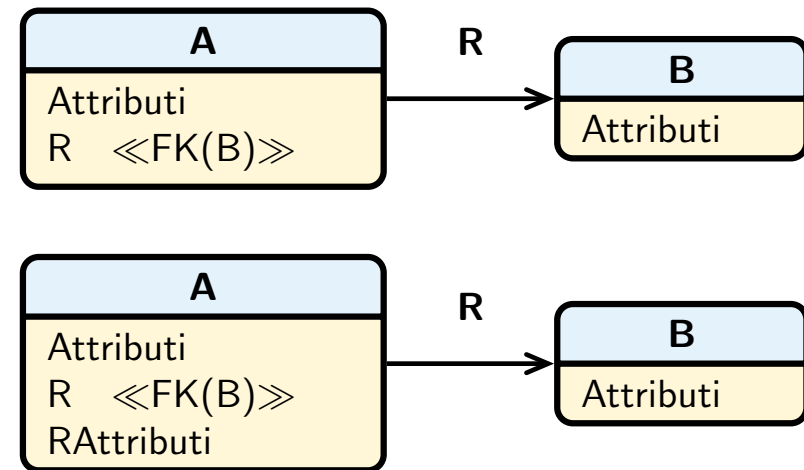 A
R
B
Attributi
R ≪FK(B)≫
Attributi
A
R
B
Attributi
R ≪FK(B)≫
RAttributi
Attributi